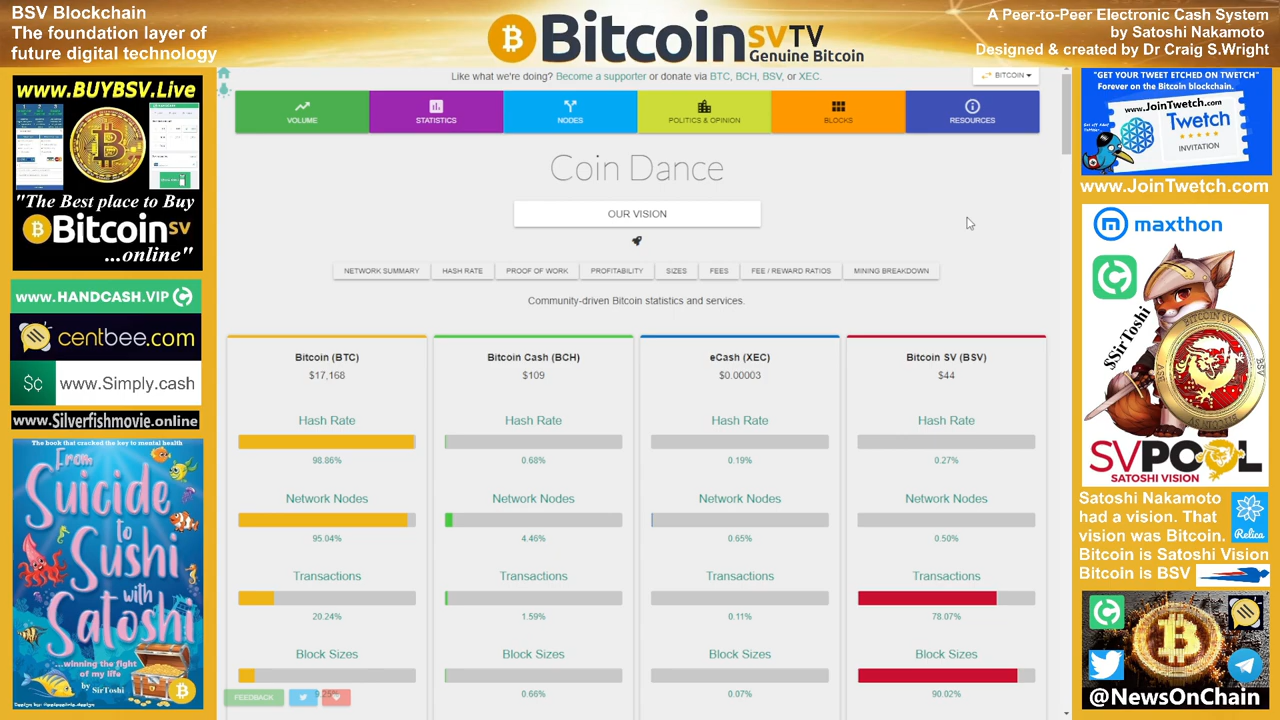 BSV Blockchain
The foundation layer of
future digital technology
Bitcoin SV TV
Genuine Bitcoin
A Peer-to-Peer Electronic Cash System
by Satoshi Nakamoto
Designed & created by Dr Craig S.Wright
www.BUYBSV.Live
"The Best place to Buy
Bitcoin SV
...online"
www.HANDCASH.VIP
centbee.com
$c www.Simply.cash
www.Silverfishmovie.online
The book that cracked the key to mental health
From
Suicide
to
Sushi
with
Satoshi
...winning the fight
of my life
by SirToshi
Like what we're doing? Become a supporter or donate via BTC, BCH, BSV, or XEC.
BITCOIN
VOLUME
STATISTICS
NODES
POLITICS & OPINION
BLOCKS
RESOURCES
Coin Dance
OUR VISION
NETWORK SUMMARY
HASH RATE
PROOF OF WORK
PROFITABILITY
SIZES
FEES
FEE / REWARD RATIOS
MINING BREAKDOWN
Community-driven Bitcoin statistics and services.
Bitcoin (BTC)
$17,168
Hash Rate
98.86%
Network Nodes
95.04%
Transactions
20.24%
Block Sizes
9.25%
FEEDBACK
Bitcoin Cash (BCH)
$109
Hash Rate
0.68%
Network Nodes
4.46%
Transactions
1.59%
Block Sizes
0.66%
eCash (XEC)
$0.00003
Hash Rate
0.19%
Network Nodes
0.65%
Transactions
0.11%
Block Sizes
0.07%
Bitcoin SV (BSV)
$44
Hash Rate
0.27%
Network Nodes
0.50%
Transactions
78.07%
Block Sizes
90.02%
"GET YOUR TWEET ETCHED ON TWETCH"
Forever on the Bitcoin blockchain.
www.JoinTwetch.com
Twetch
INVITATION
www.JoinTwetch.com
maxthon
$SirToshi
BITCOIN SV
BSV
SVPOOL
SATOSHI VISION
Satoshi Nakamoto
had a vision. That
vision was Bitcoin.
Relica
Bitcoin is Satoshi Vision
Bitcoin is BSV
@NewsOnChain